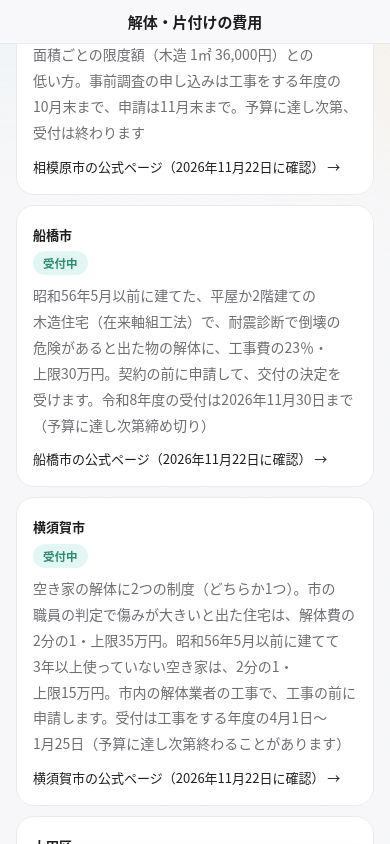 解体・片付けの費用
面積ごとの限度額（木造 1㎡ 36,000円）との
低い方。事前調査の申し込みは工事をする年度の
10月末まで、申請は11月末まで。予算に達し次第、
受付は終わります
相模原市の公式ページ（2026年11月22日に確認） →
船橋市
受付中
昭和56年5月以前に建てた、平屋か2階建ての
木造住宅（在来軸組工法）で、耐震診断で倒壊の
危険があると出た物の解体に、工事費の23%・
上限30万円。契約の前に申請して、交付の決定を
受けます。令和8年度の受付は2026年11月30日まで
（予算に達し次第締め切り）
船橋市の公式ページ（2026年11月22日に確認） →
横須賀市
受付中
空き家の解体に2つの制度（どちらか1つ）。市の
職員の判定で傷みが大きいと出た住宅は、解体費の
2分の1・上限35万円。昭和56年5月以前に建てて
3年以上使っていない空き家は、2分の1・
上限15万円。市内の解体業者の工事で、工事の前に
申請します。受付は工事をする年度の4月1日〜
1月25日（予算に達し次第終わることがあります）
横須賀市の公式ページ（2026年11月22日に確認） →